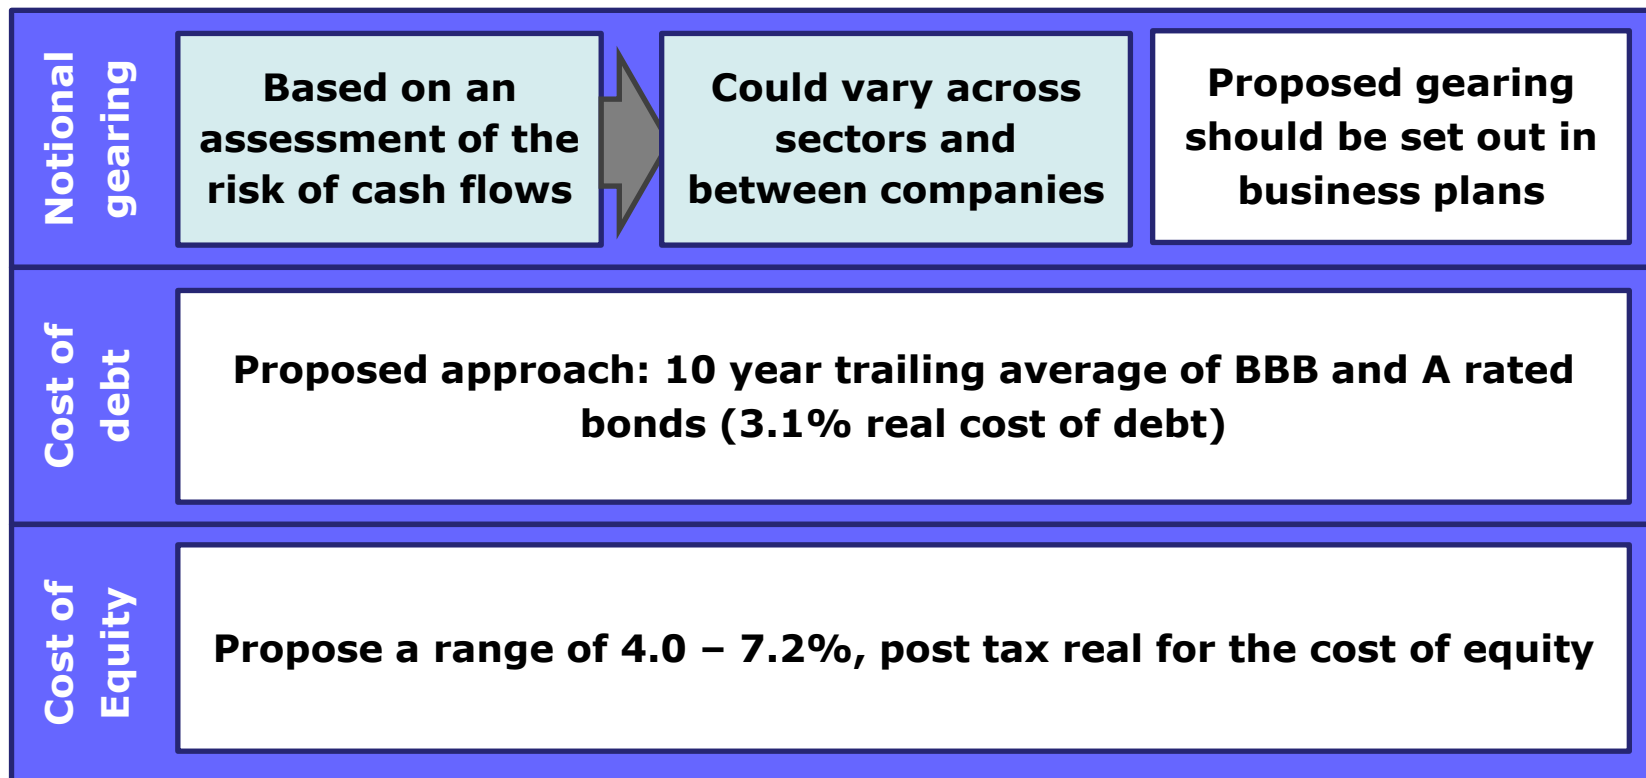 Notional
gearing
Based on an
assessment of the
risk of cash flows
Could vary across
sectors and
between companies
Proposed gearing
should be set out in
business plans
Cost of
debt
Proposed approach: 10 year trailing average of BBB and A rated
bonds (3.1% real cost of debt)
Cost of
Equity
Propose a range of 4.0 – 7.2%, post tax real for the cost of equity